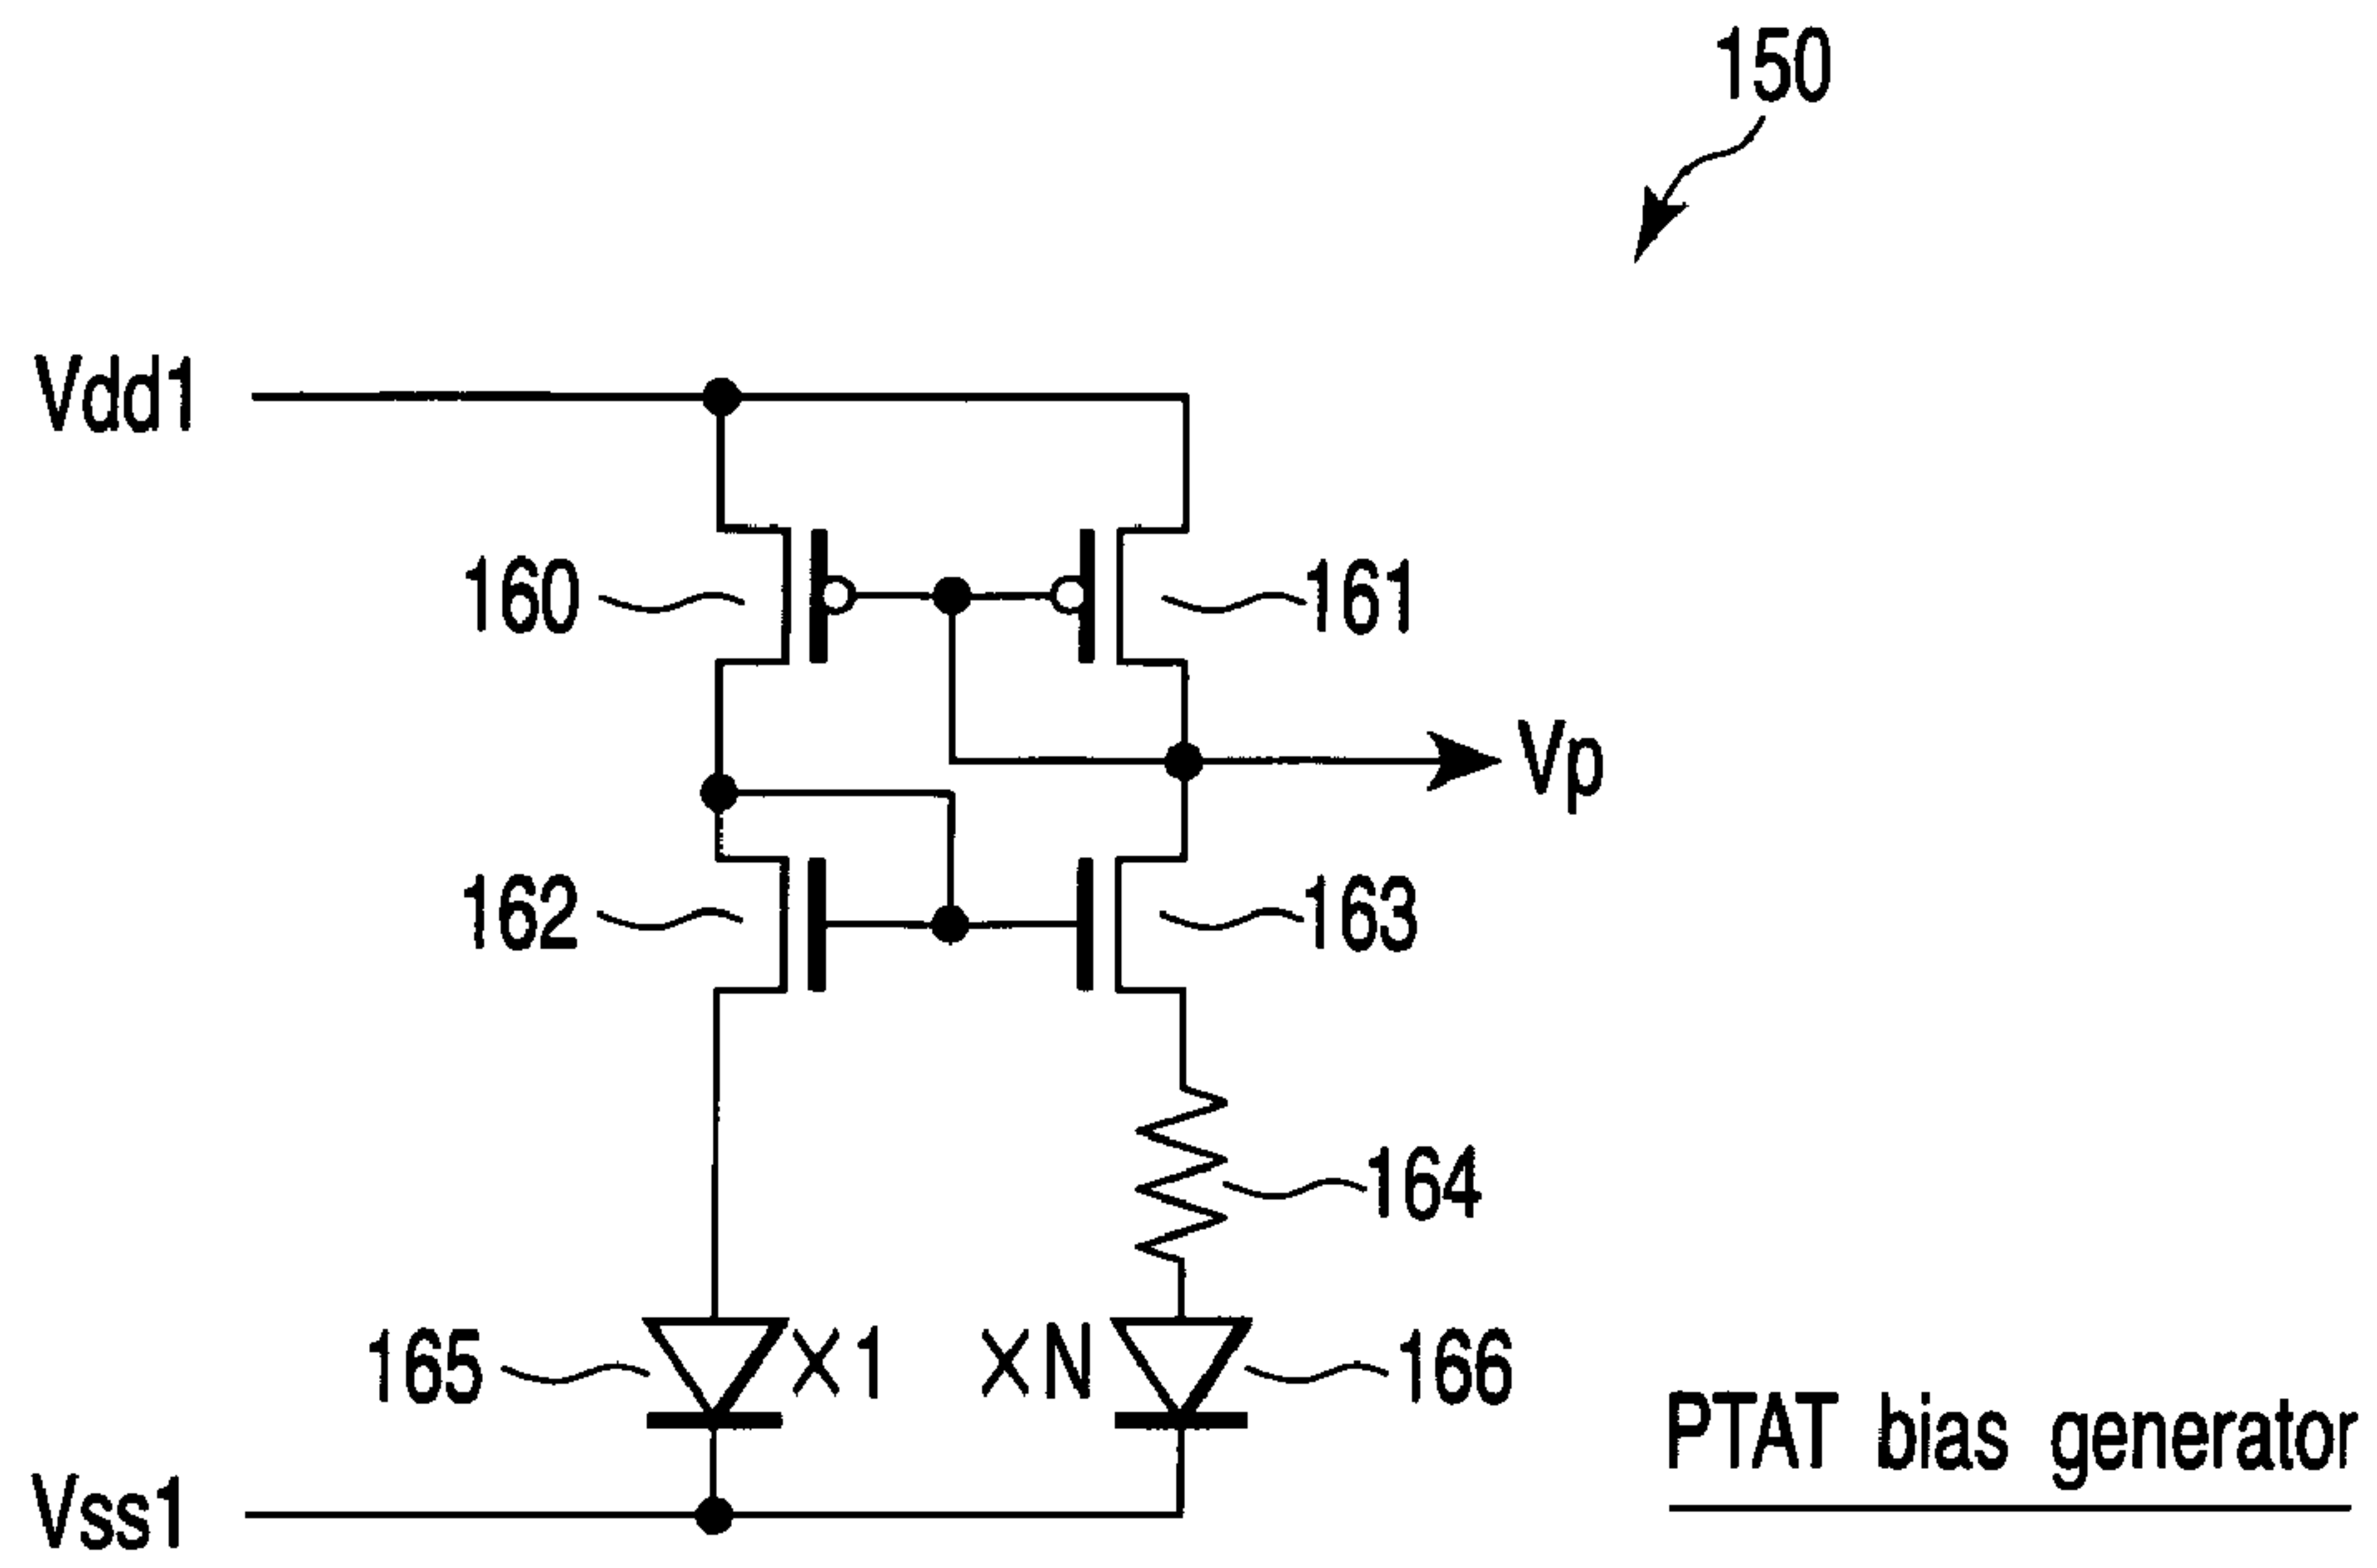 150
Vdd1
160
161
Vp
162
163
164
165
X1
XN
166
PTAT bias generator
Vss1